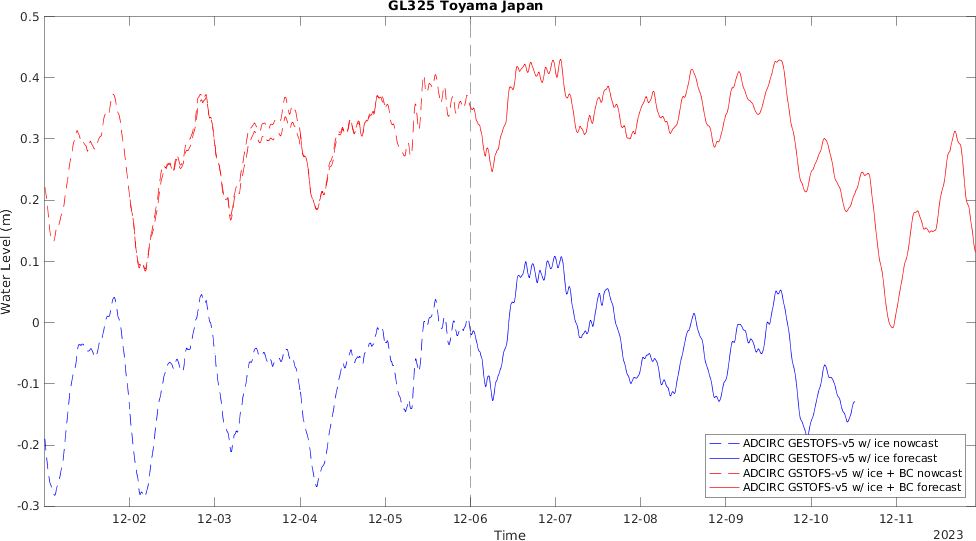 GL325 Toyama Japan
Water Level (m)
0.5
0.4
0.3
0.2
0.1
0
-0.1
-0.2
-0.3
ADCIRC GESTOFS-v5 w/ ice nowcast
ADCIRC GESTOFS-v5 w/ ice forecast
ADCIRC GSTOFS-v5 w/ ice + BC nowcast
ADCIRC GSTOFS-v5 w/ ice + BC forecast
12-02 12-03 12-04 12-05 12-06 12-07 12-08 12-09 12-10 12-11
Time
2023